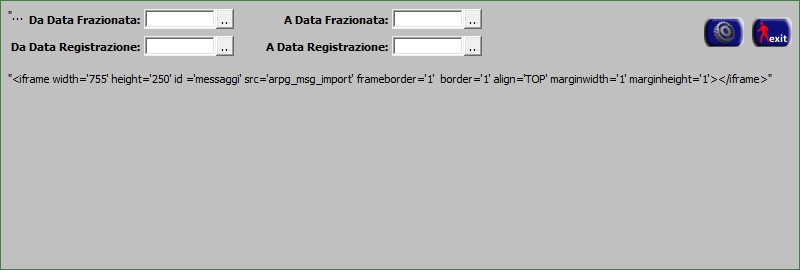 "... Da Data Frazionata: ... A Data Frazionata: ...
Da Data Registrazione: ... A Data Registrazione: ...
exit
"<iframe width='755' height='250' id ='messaggi' src='arpg_msg_import' frameborder='1' border='1' align='TOP' marginwidth='1' marginheight='1'></iframe>"